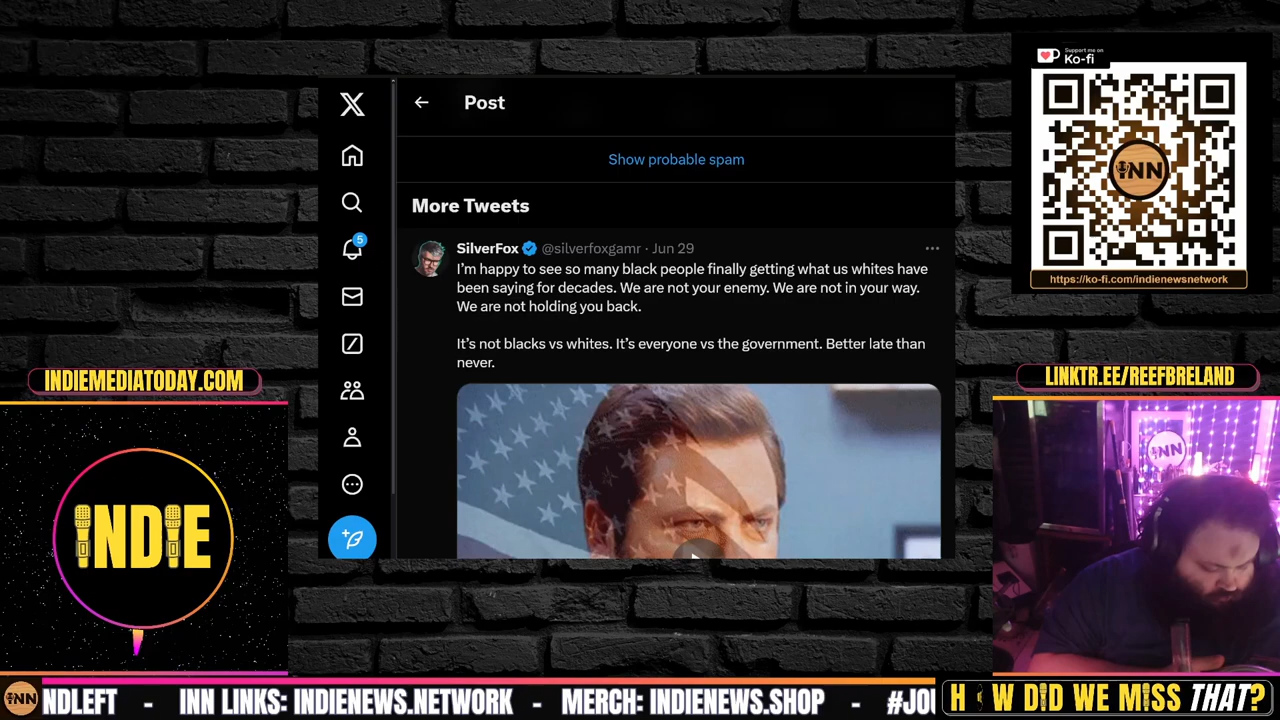 Post
Show probable spam
More Tweets
5
SilverFox @silverfoxgamr · Jun 29
I’m happy to see so many black people finally getting what us whites have
been saying for decades. We are not your enemy. We are not in your way.
We are not holding you back.
It’s not blacks vs whites. It’s everyone vs the government. Better late than
never.
Support me on
Ko-fi
INN
https://ko-fi.com/indienewsnetwork
INDIEMEDIATODAY.COM
INDIE
LINKTR.EE/REEFBRELAND
INN
INN
NDLEFT - INN LINKS: INDIENEWS.NETWORK - MERCH: INDIENEWS.SHOP - #JOU
HOW DID WE MISS THAT?